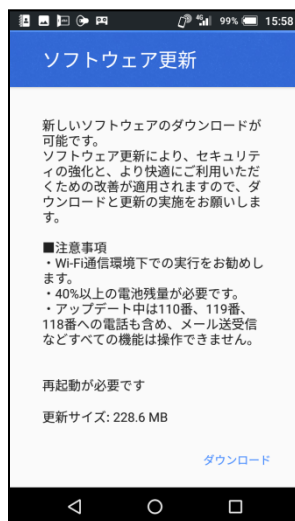 99% 15:58
ソフトウェア更新
新しいソフトウェアのダウンロードが
可能です。
ソフトウェア更新により、セキュリテ
ィの強化と、より快適にご利用いただ
くための改善が適用されますので、ダ
ウンロードと更新の実施をお願いしま
す。
■注意事項
・Wi-Fi通信環境下での実行をお勧めし
ます。
・40%以上の電池残量が必要です。
・アップデート中は110番、119番、
118番への電話も含め、メール送受信
などすべての機能は操作できません。
再起動が必要です
更新サイズ: 228.6 MB
ダウンロード